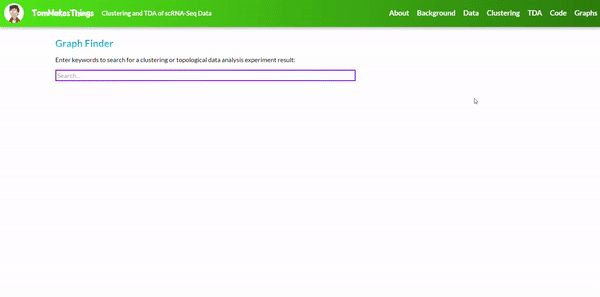 TomMakesThings
Clustering and TDA of scRNA-Seq Data
About Background Data Clustering TDA Code Graphs
Graph Finder
Enter keywords to search for a clustering or topological data analysis experiment result:
Search...